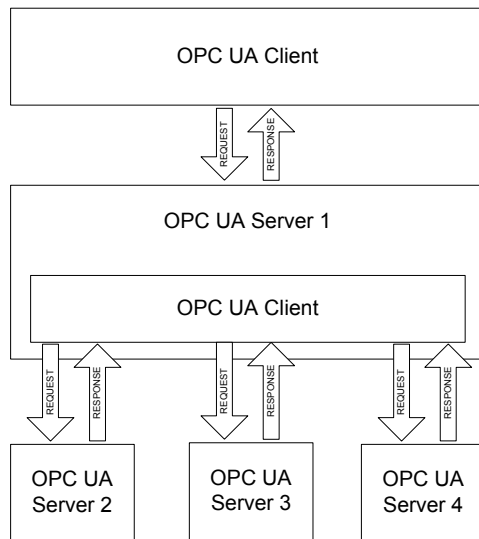 OPC UA Client
REQUEST
RESPONSE
OPC UA Server 1
OPC UA Client
REQUEST
RESPONSE
REQUEST
RESPONSE
REQUEST
RESPONSE
OPC UA
Server 2
OPC UA
Server 3
OPC UA
Server 4